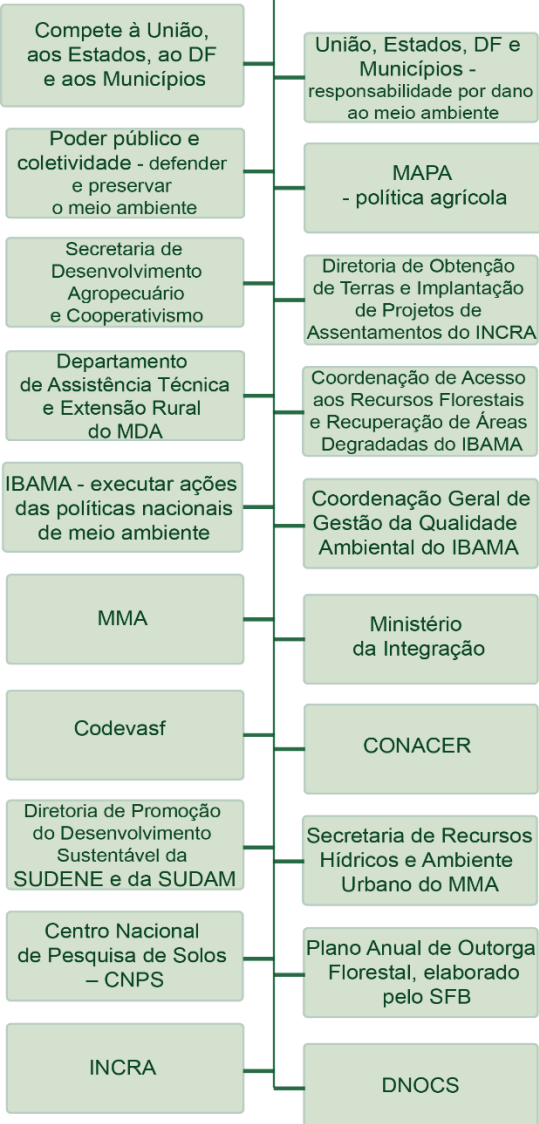 Compete à União,
aos Estados, ao DF
e aos Municípios
União, Estados, DF e
Municípios -
responsabilidade por dano
ao meio ambiente
Poder público e
coletividade - defender
e preservar
o meio ambiente
MAPA
- política agrícola
Secretaria de
Desenvolvimento
Agropecuário
e Cooperativismo
Diretoria de Obtenção
de Terras e Implantação
de Projetos de
Assentamentos do INCRA
Departamento
de Assistência Técnica
e Extensão Rural
do MDA
Coordenação de Acesso
aos Recursos Florestais
e Recuperação de Áreas
Degradadas do IBAMA
IBAMA - executar ações
das políticas nacionais
de meio ambiente
Coordenação Geral de
Gestão da Qualidade
Ambiental do IBAMA
MMA
Ministério
da Integração
Codevasf
CONACER
Diretoria de Promoção
do Desenvolvimento
Sustentável da
SUDENE e da SUDAM
Secretaria de Recursos
Hídricos e Ambiente
Urbano do MMA
Centro Nacional
de Pesquisa de Solos
– CNPS
Plano Anual de Outorga
Florestal, elaborado
pelo SFB
INCRA
DNOCS